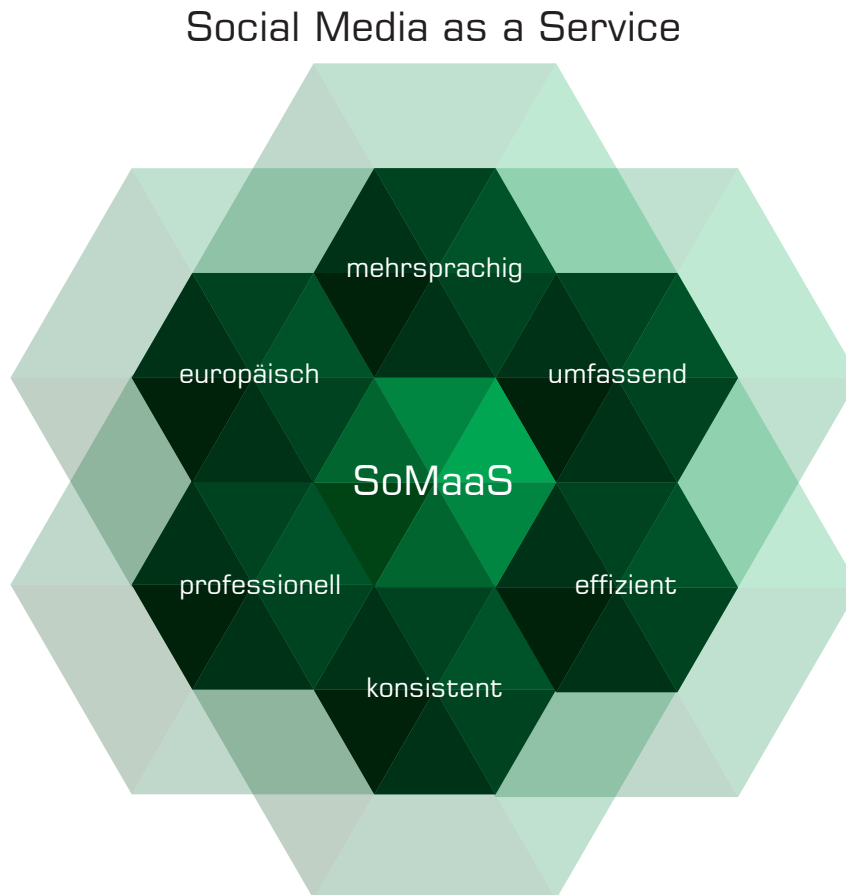 Social Media as a Service
mehrsprachig
europäisch
umfassend
SoMaaS
professionell
effizient
konsistent